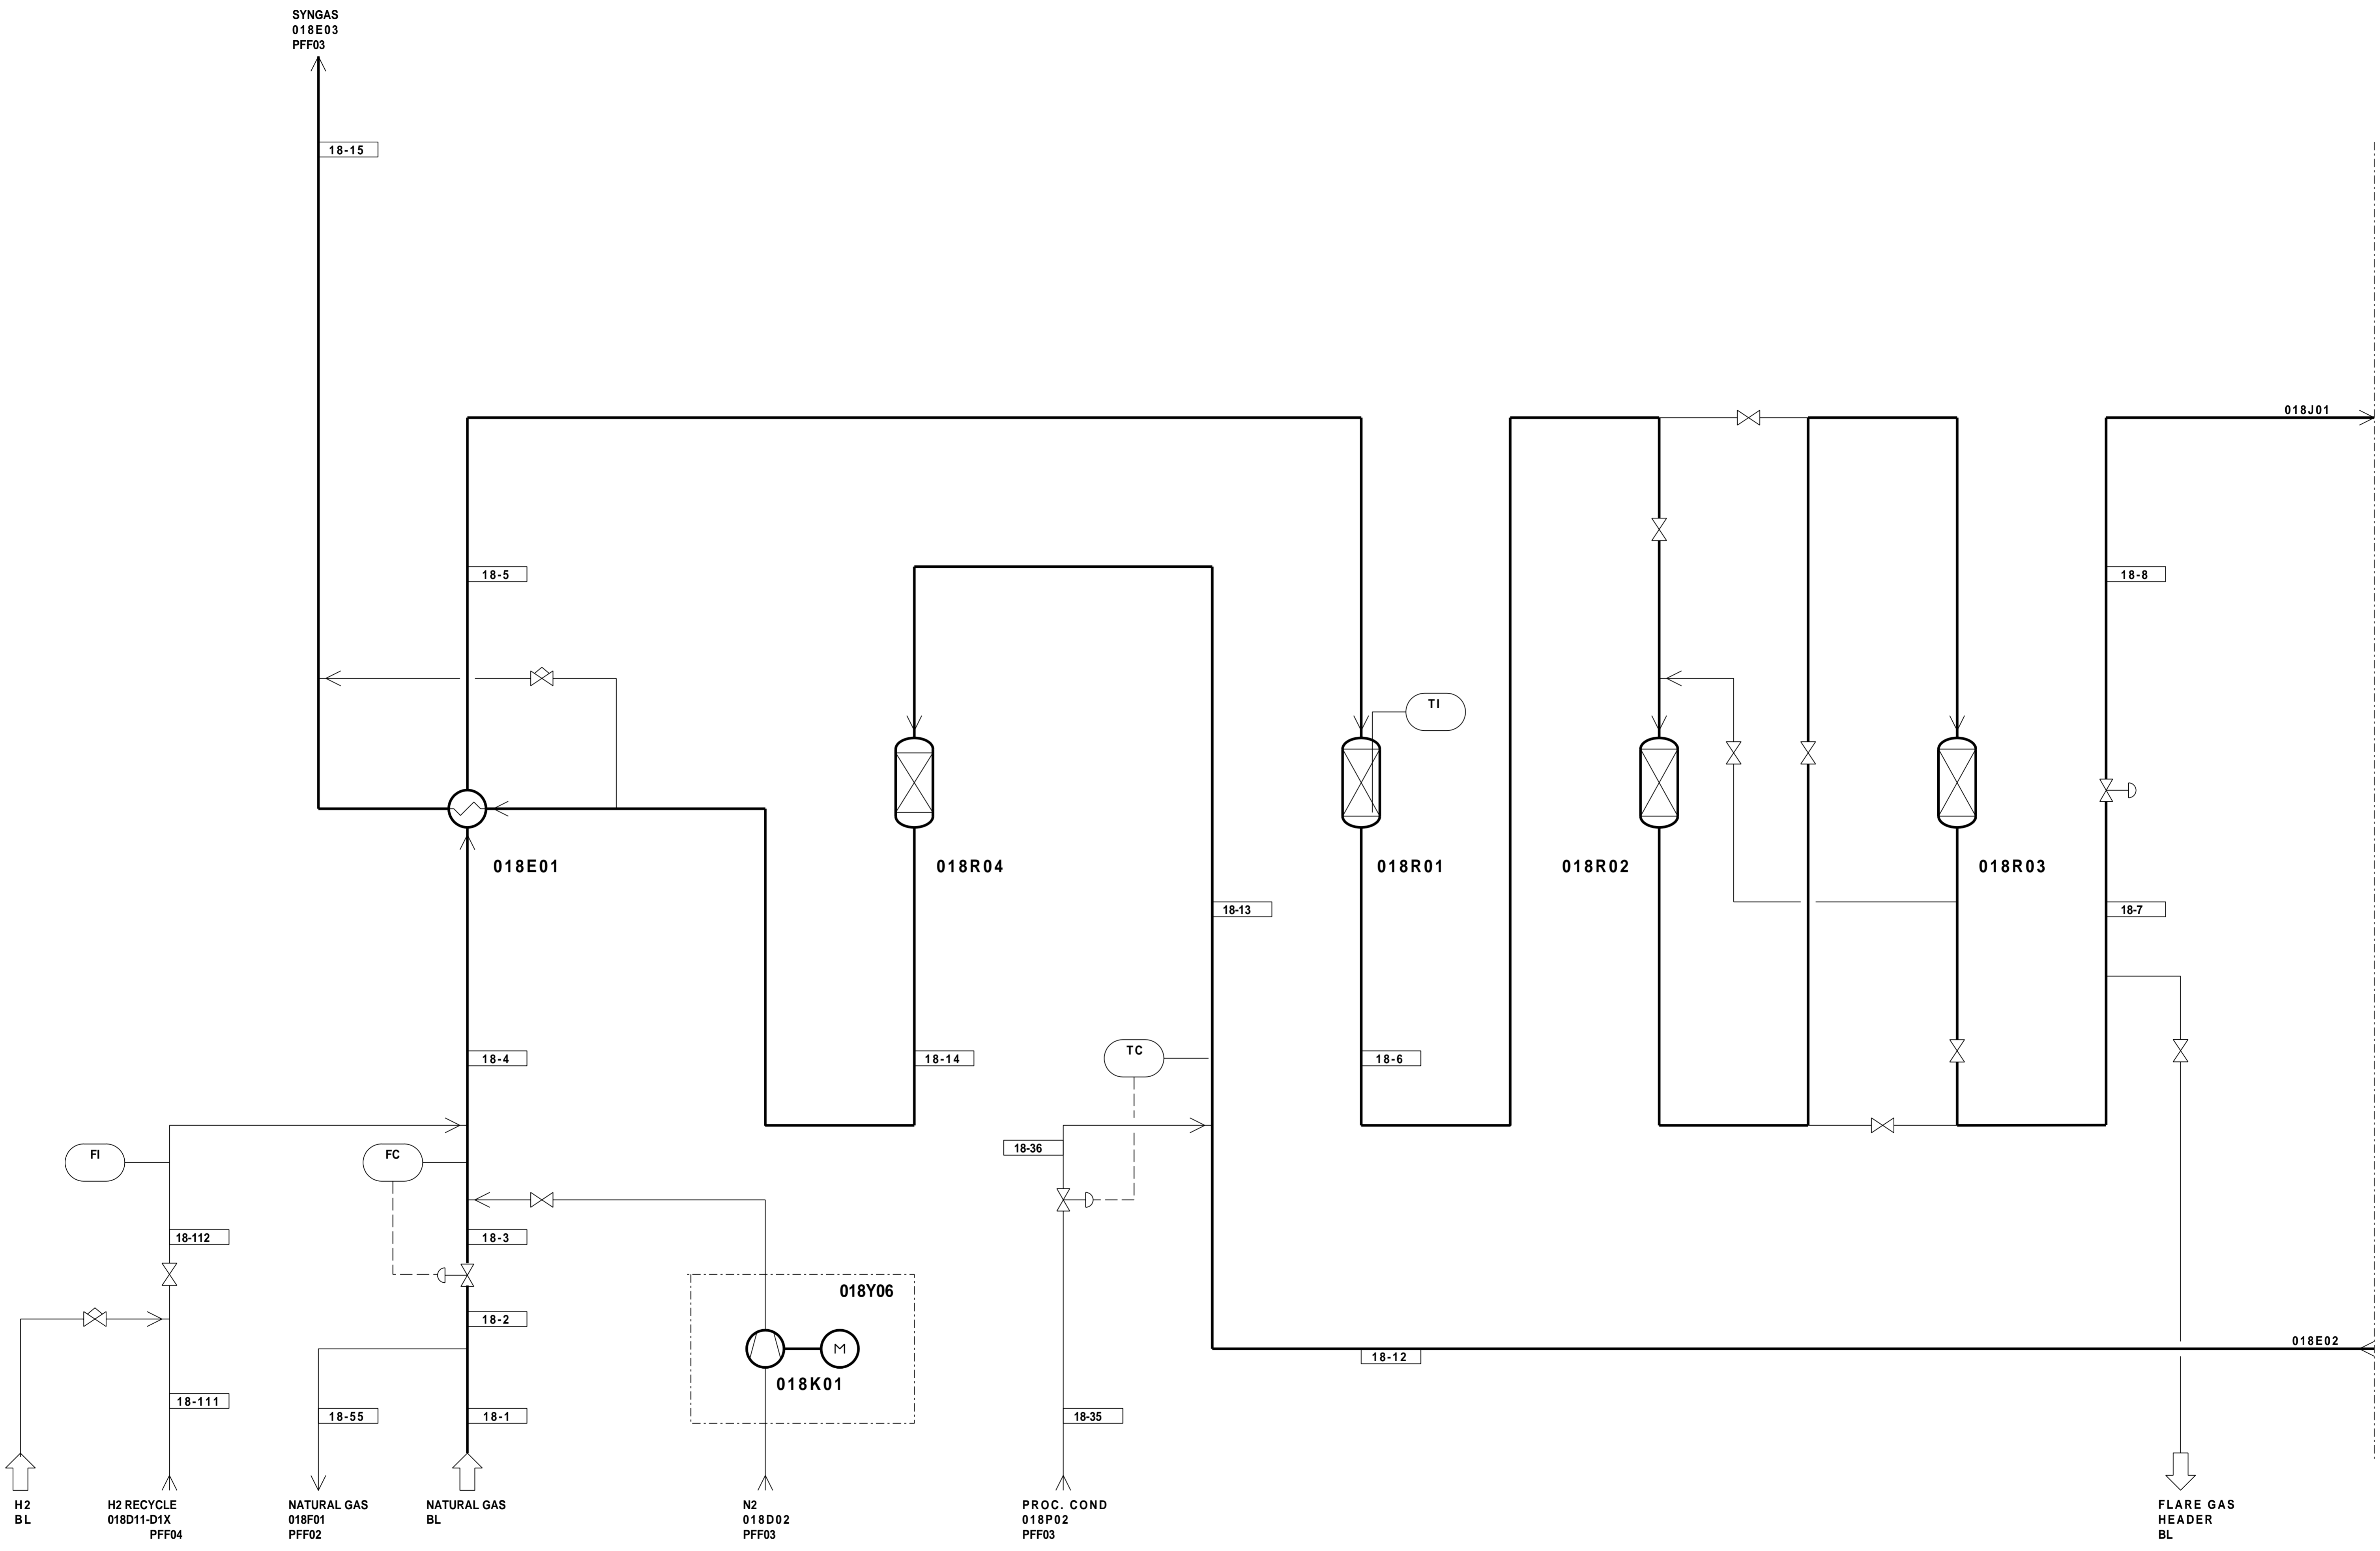 SYNGAS
018E03
PFF03
18-15
018J01
18-5
18-8
TI
018E01
018R04
018R01
018R02
018R03
18-13
18-7
18-4
18-14
TC
18-6
18-36
FI
FC
18-112
18-3
018Y06
18-2
M
018E02
18-12
018K01
18-111
18-55
18-1
18-35
H2
BL
H2 RECYCLE
018D11-D1X
PFF04
NATURAL GAS
018F01
PFF02
NATURAL GAS
BL
N2
018D02
PFF03
PROC. COND
018P02
PFF03
FLARE GAS
HEADER
BL